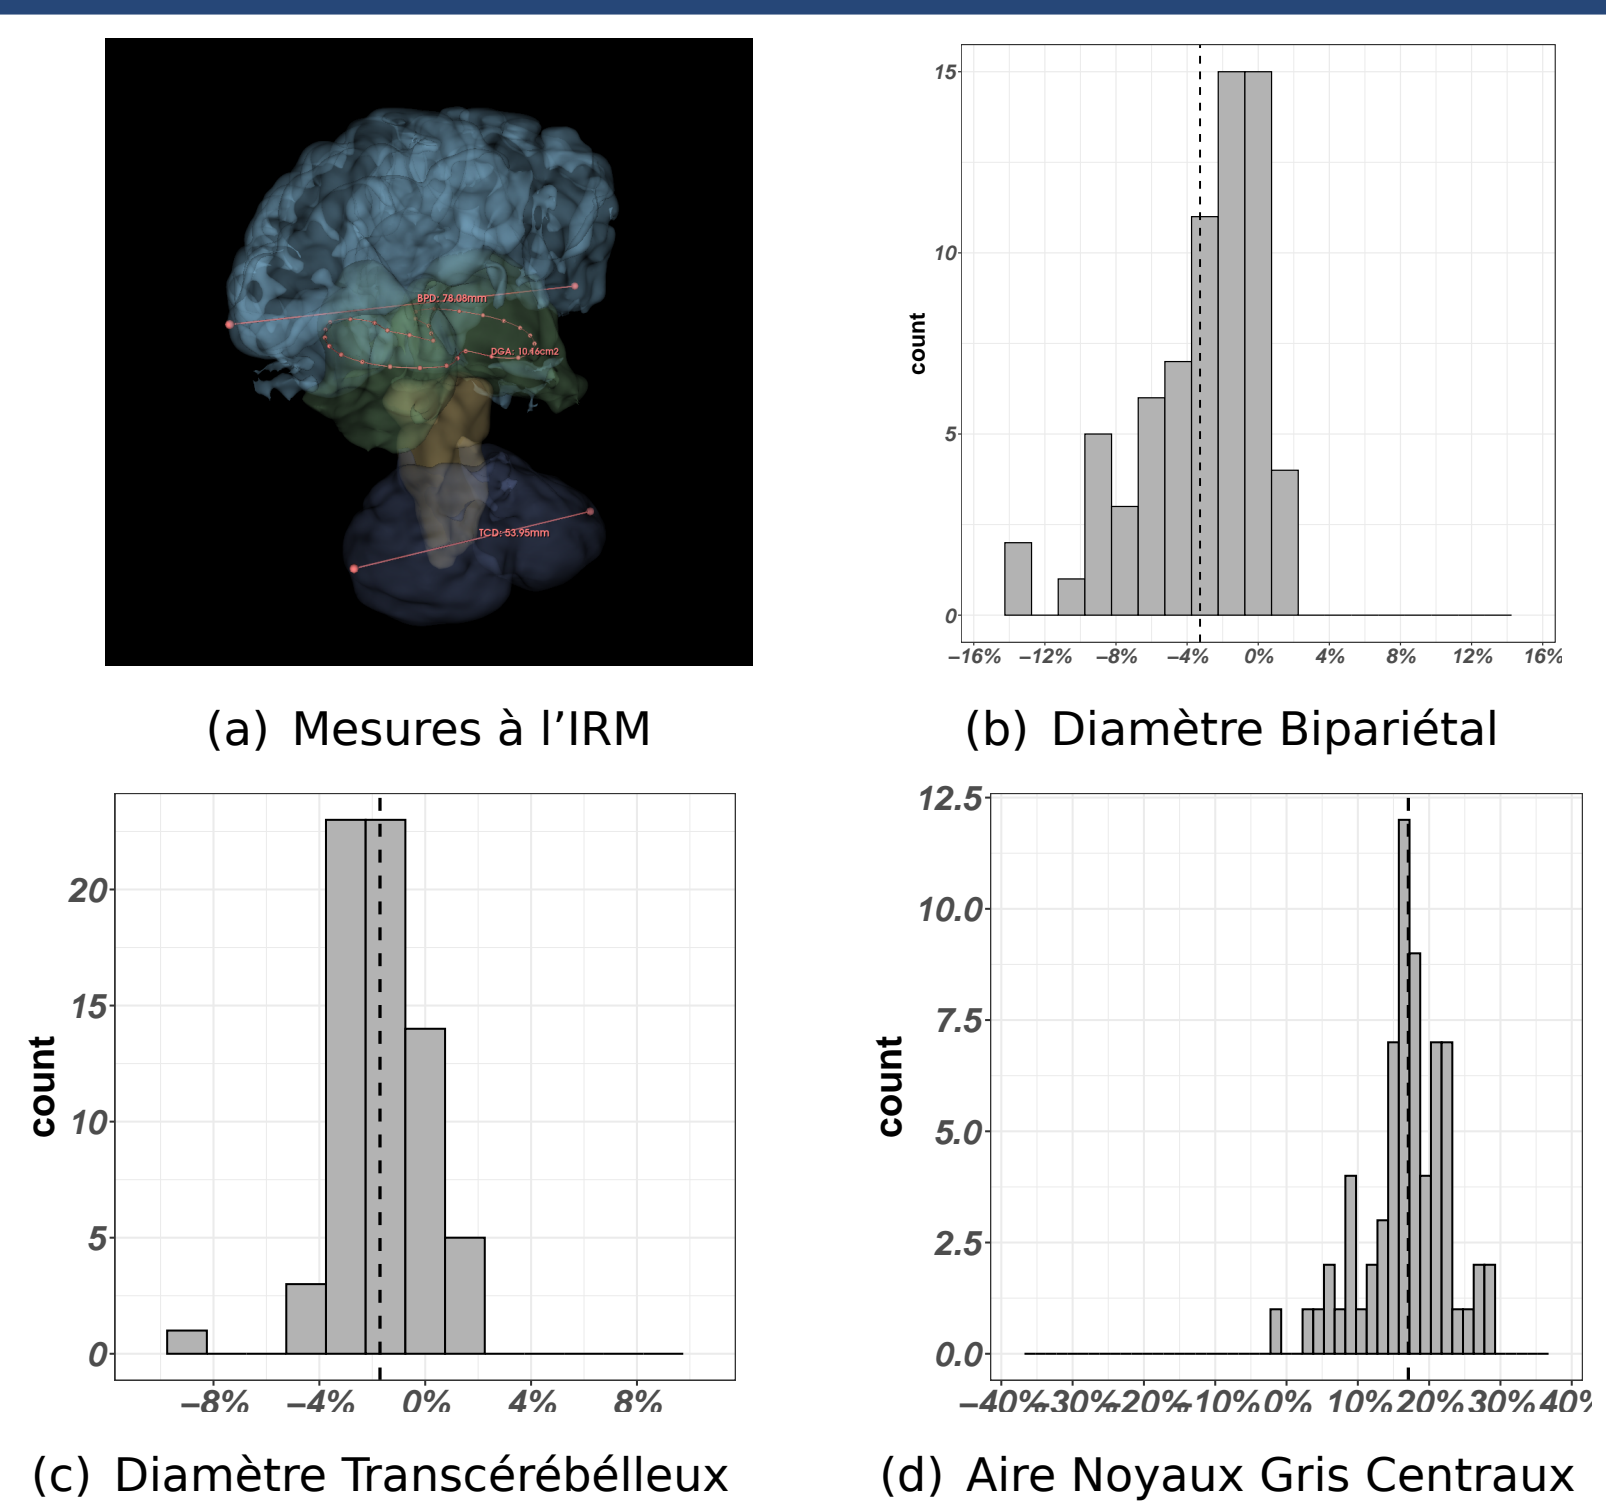 BPD: 78.08mm
DGA: 10.16cm2
TCD: 53.95mm
(a) Mesures à l’IRM
15
10
5
0
count
−16% −12% −8% −4% 0% 4% 8% 12% 16%
(b) Diamètre Bipariétal
20
15
10
5
0
count
−8% −4% 0% 4% 8%
(c) Diamètre Transcérébélleux
12.5
10.0
7.5
5.0
2.5
0.0
count
−40% −30% −20% −10% 0% 10% 20% 30% 40%
(d) Aire Noyaux Gris Centraux